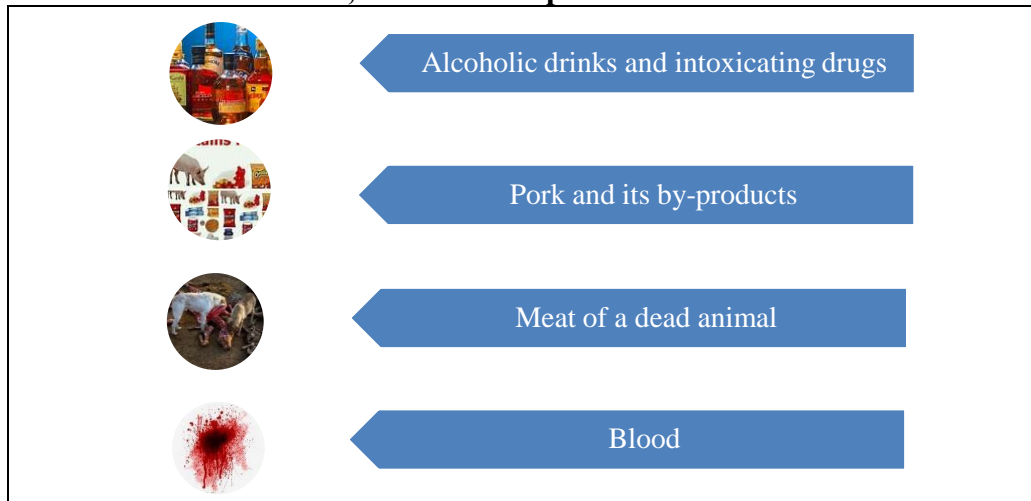 Alcoholic drinks and intoxicating drugs
Pork and its by-products
Meat of a dead animal
Blood